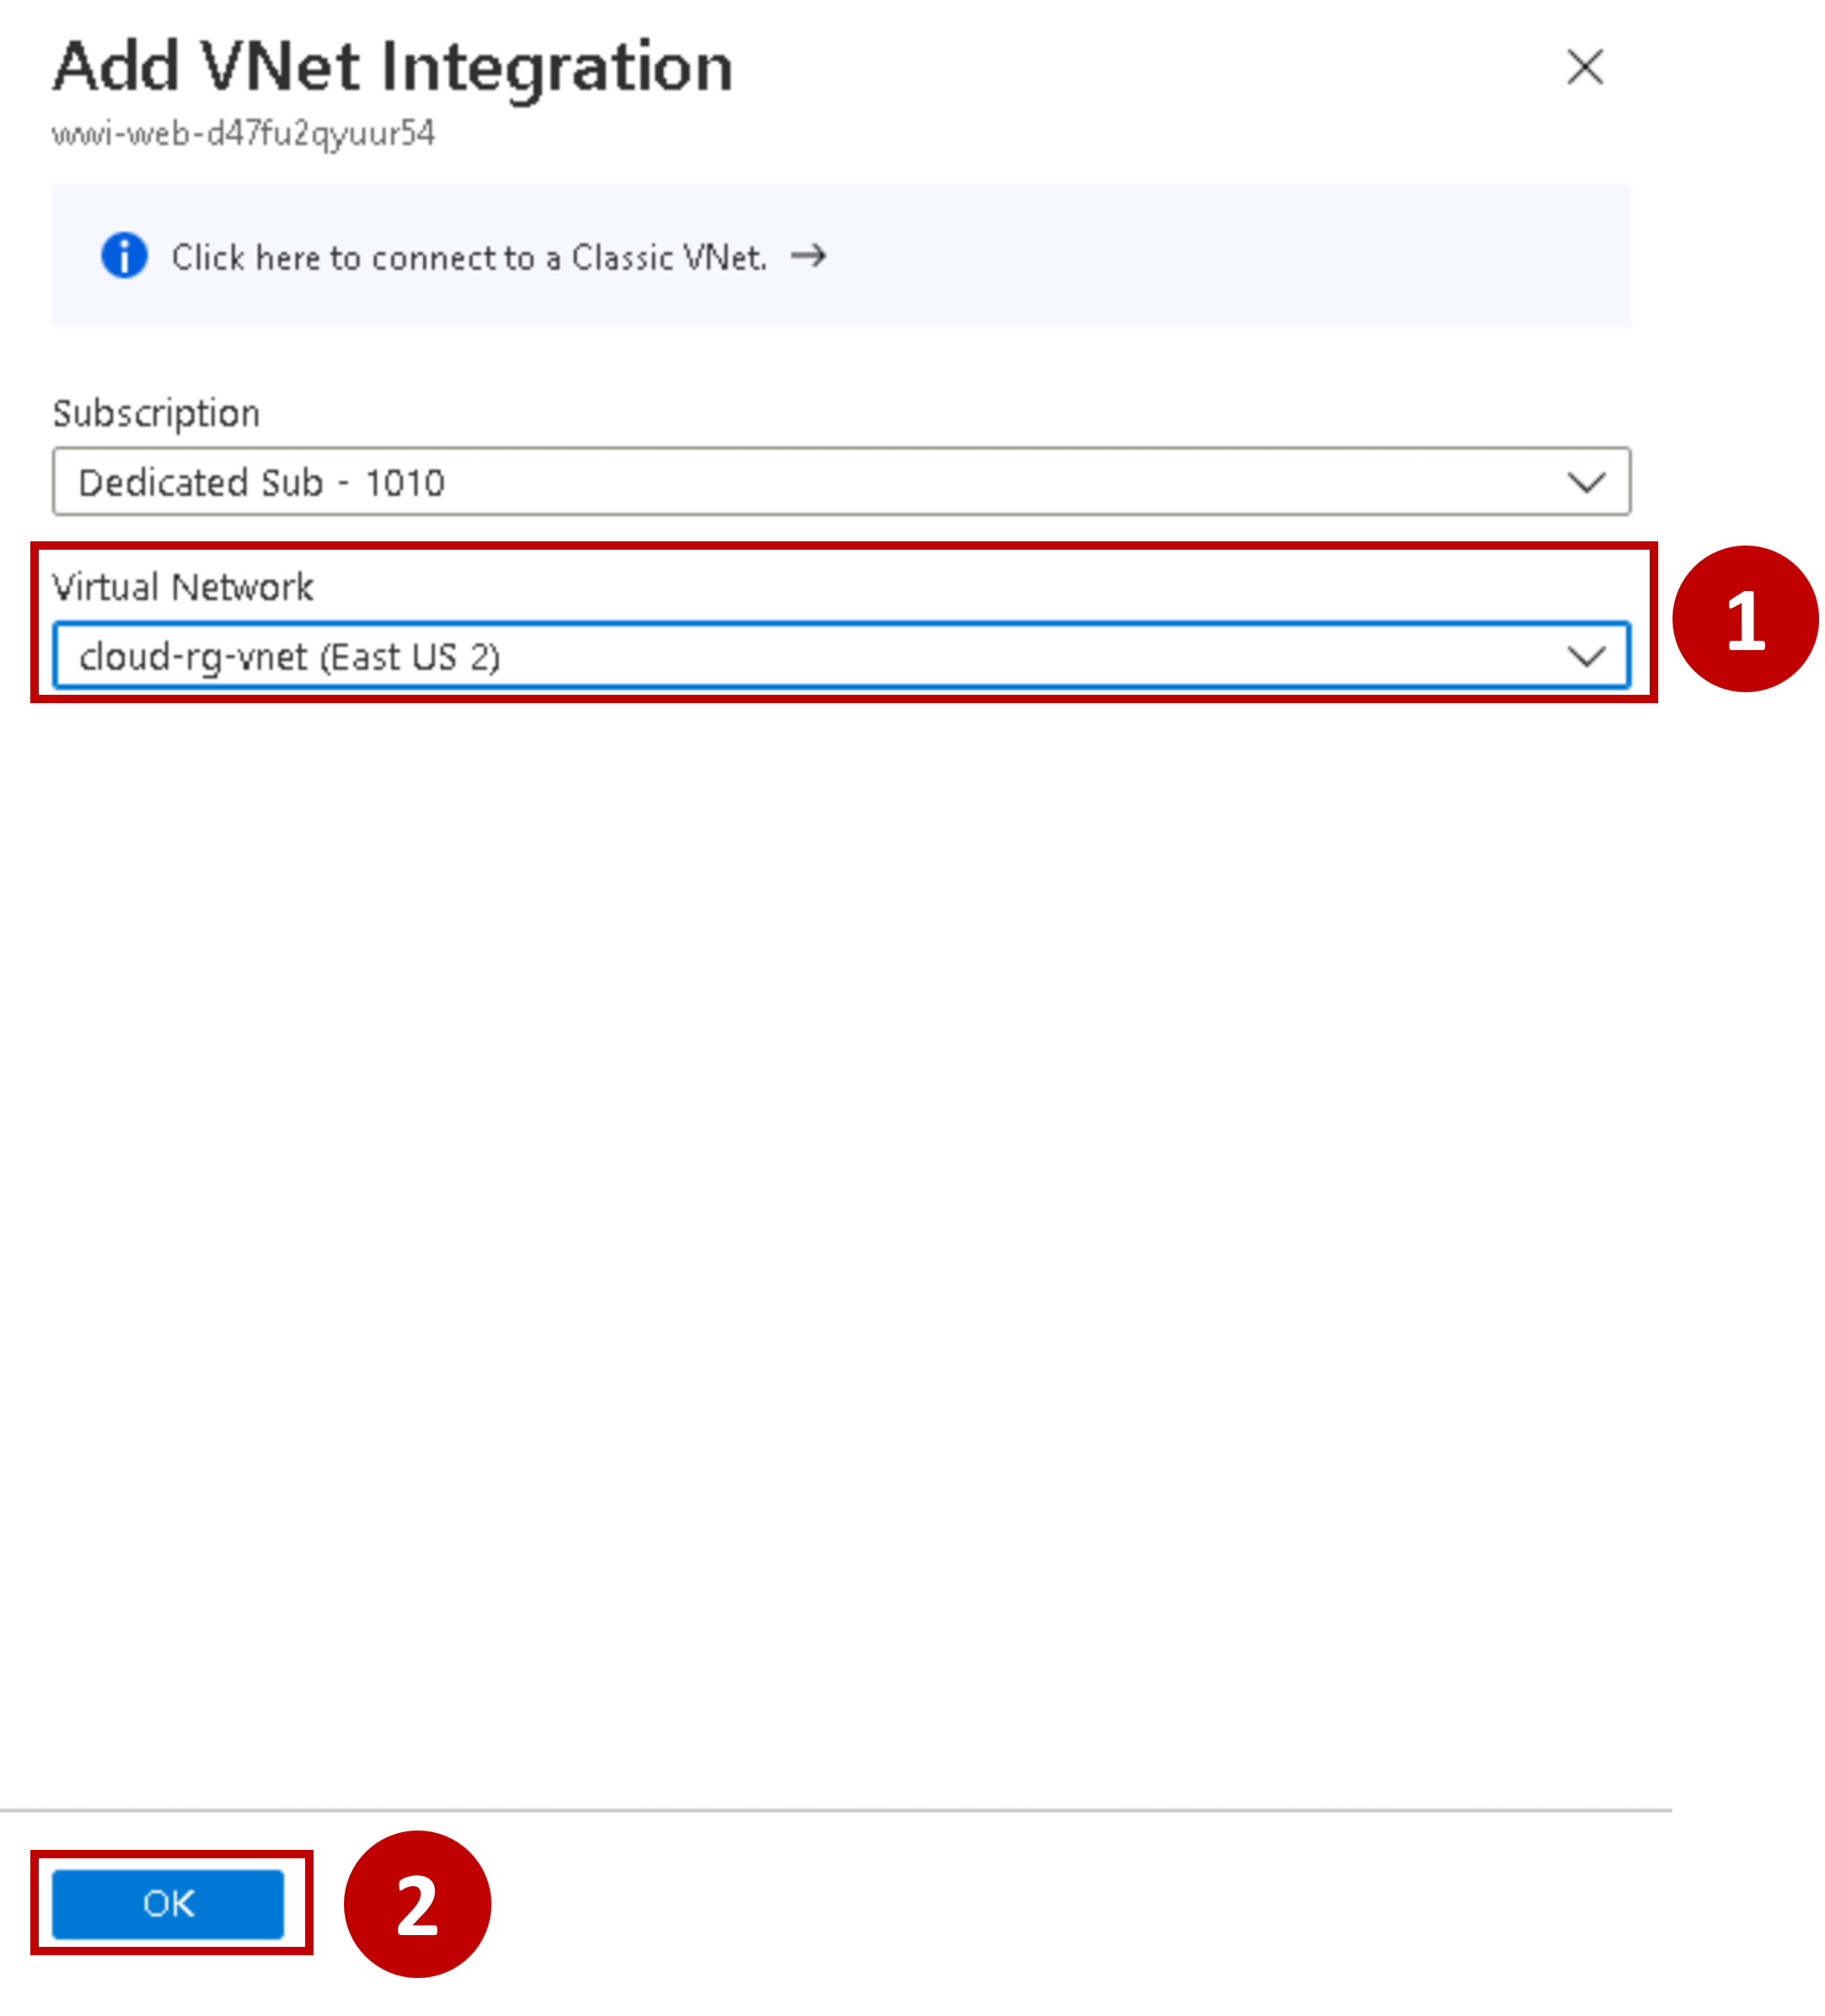 Add VNet Integration
wwi-web-d47fu2qyuur54
Click here to connect to a Classic VNet. →
Subscription
Dedicated Sub - 1010
Virtual Network
cloud-rg-vnet (East US 2)
1
OK
2